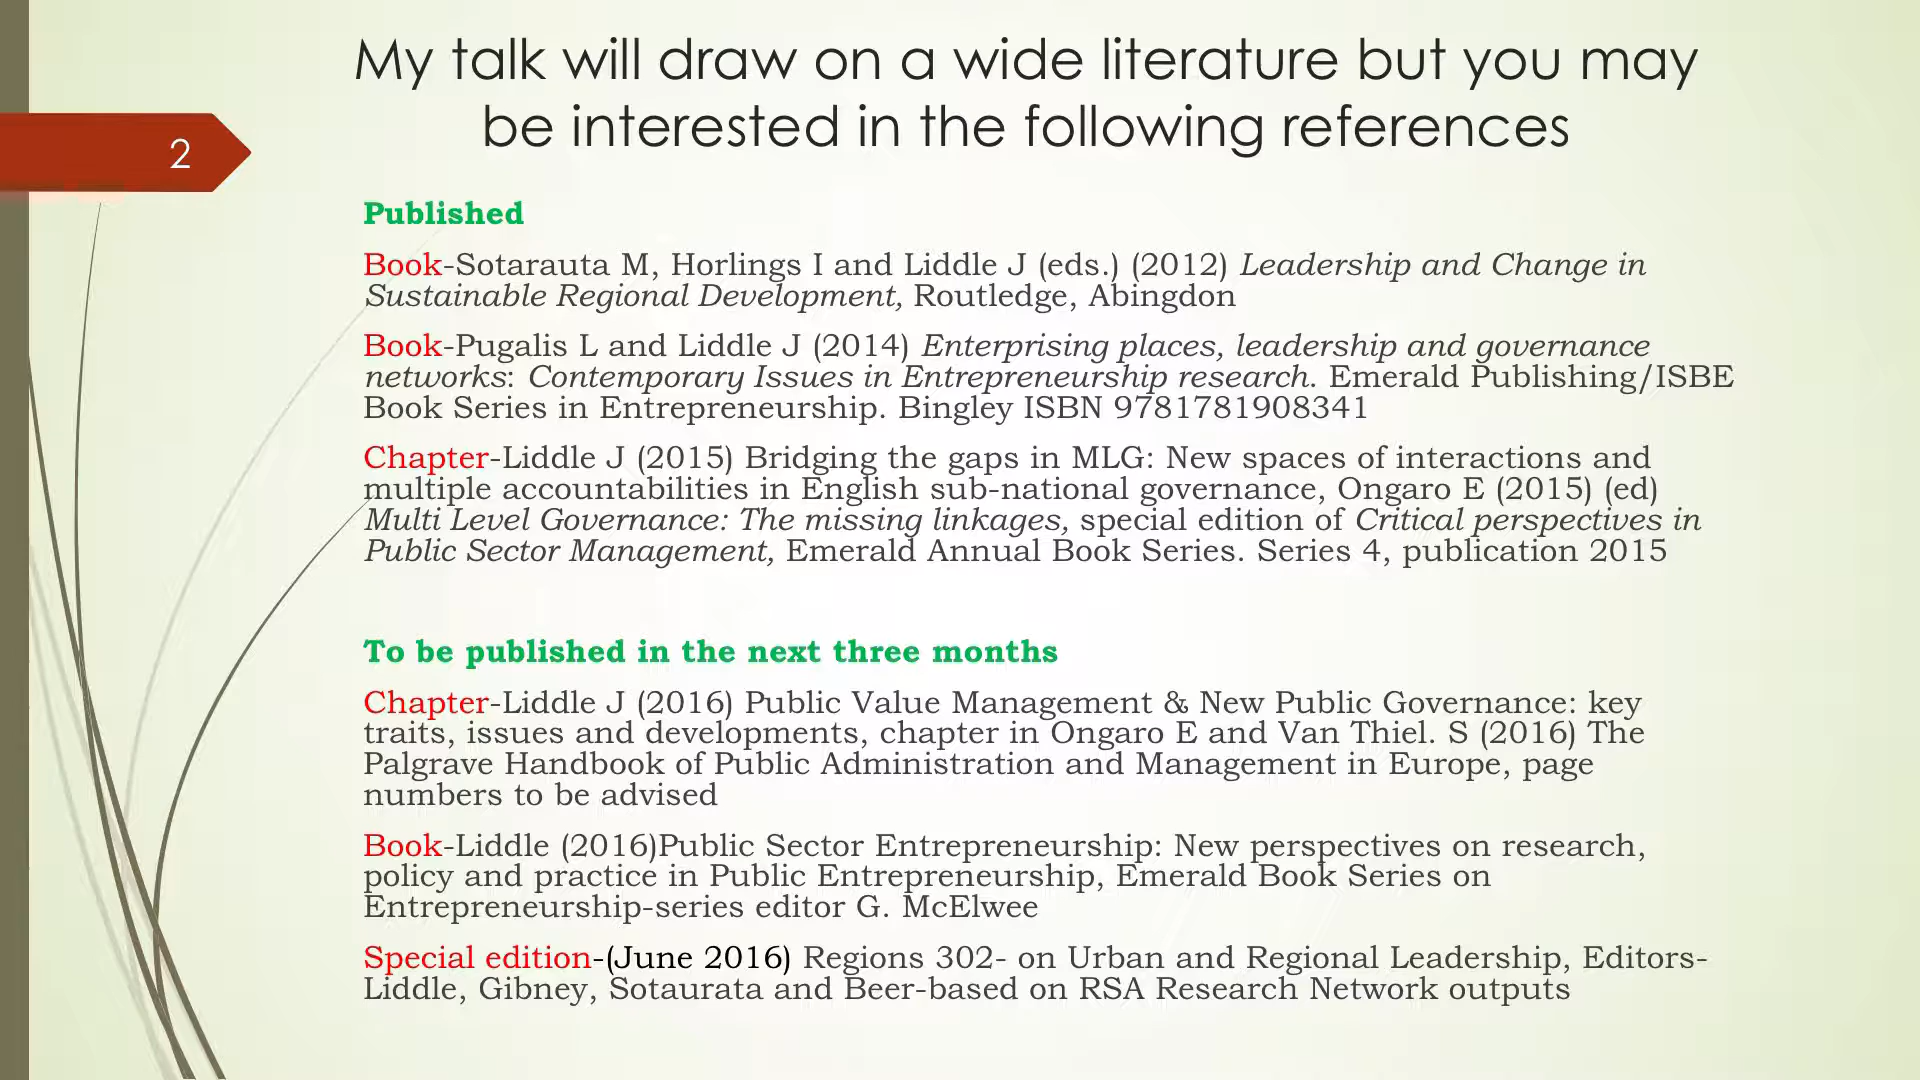 My talk will draw on a wide literature but you may
be interested in the following references
2
Published
Book-Sotarauta M, Horlings I and Liddle J (eds.) (2012) Leadership and Change in
Sustainable Regional Development, Routledge, Abingdon
Book-Pugalis L and Liddle J (2014) Enterprising places, leadership and governance
networks: Contemporary Issues in Entrepreneurship research. Emerald Publishing/ISBE
Book Series in Entrepreneurship. Bingley ISBN 9781781908341
Chapter-Liddle J (2015) Bridging the gaps in MLG: New spaces of interactions and
multiple accountabilities in English sub-national governance, Ongaro E (2015) (ed)
Multi Level Governance: The missing linkages, special edition of Critical perspectives in
Public Sector Management, Emerald Annual Book Series. Series 4, publication 2015
To be published in the next three months
Chapter-Liddle J (2016) Public Value Management & New Public Governance: key
traits, issues and developments, chapter in Ongaro E and Van Thiel. S (2016) The
Palgrave Handbook of Public Administration and Management in Europe, page
numbers to be advised
Book-Liddle (2016)Public Sector Entrepreneurship: New perspectives on research,
policy and practice in Public Entrepreneurship, Emerald Book Series on
Entrepreneurship-series editor G. McElwee
Special edition-(June 2016) Regions 302- on Urban and Regional Leadership, Editors-
Liddle, Gibney, Sotaurata and Beer-based on RSA Research Network outputs